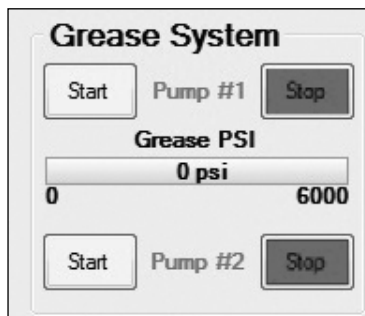 Grease System
Start Pump #1 Stop
Grease PSI
0 psi
0 6000
Start Pump #2 Stop